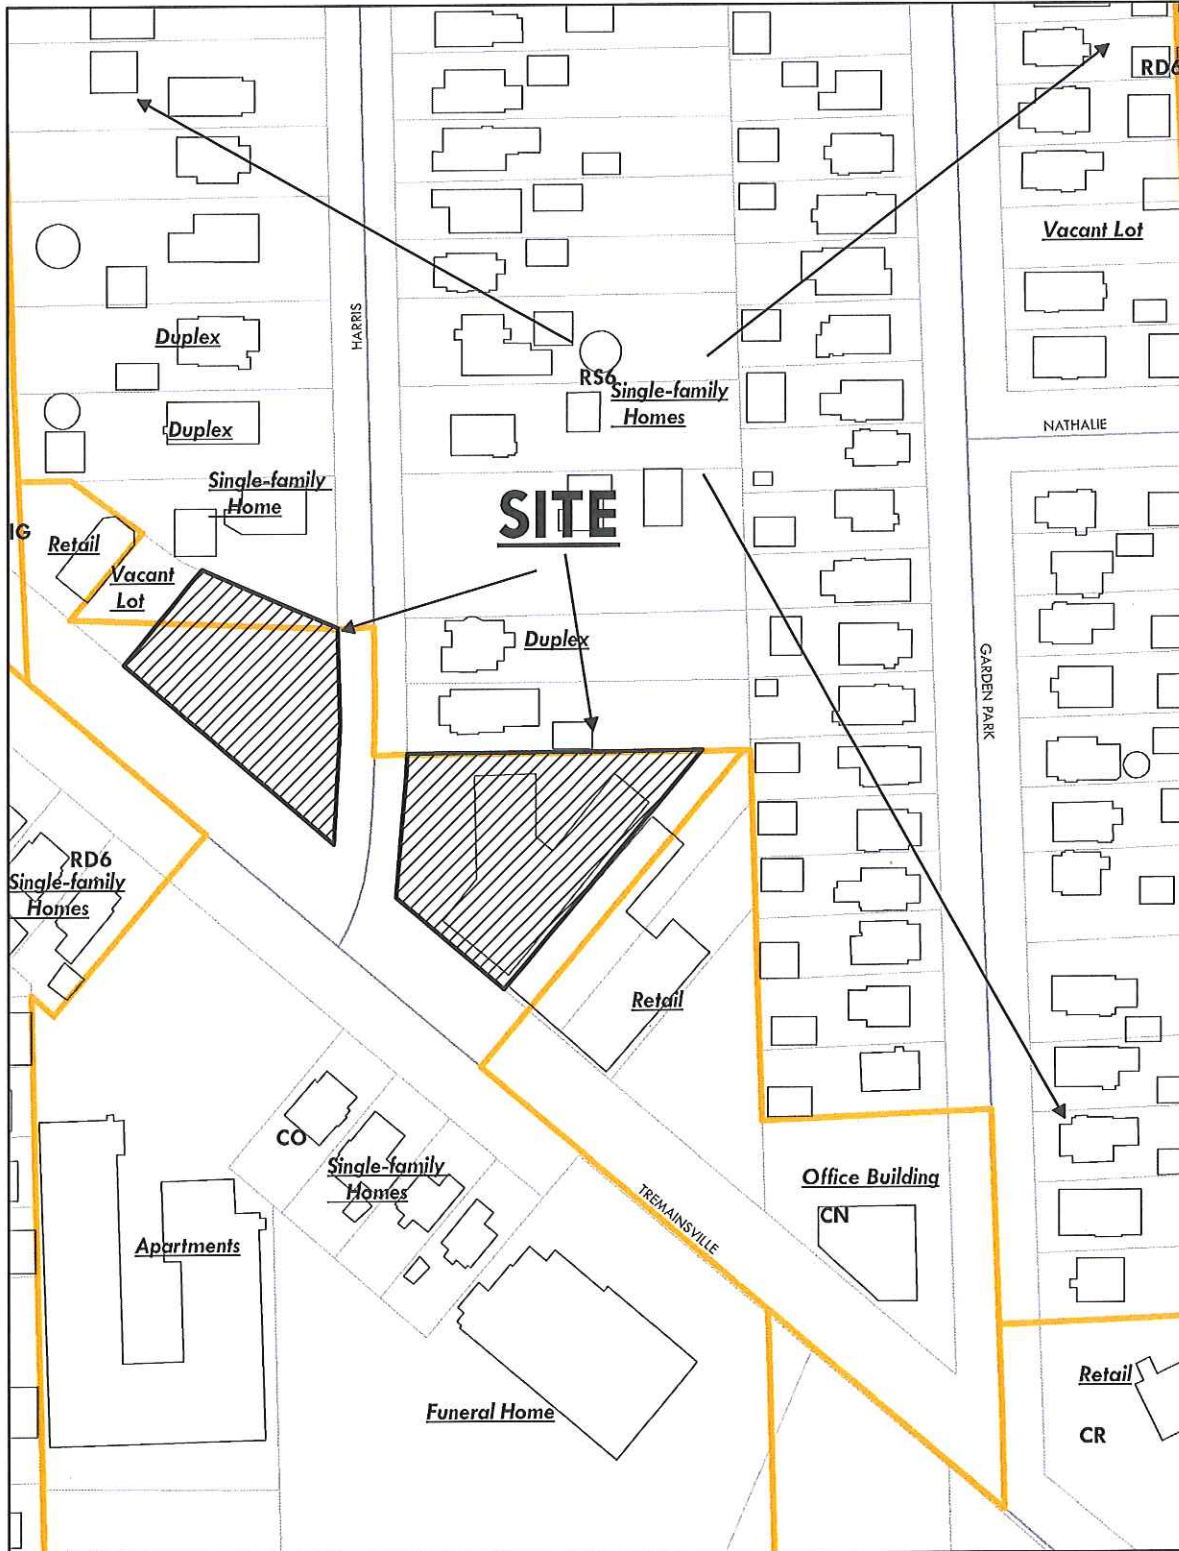 RD6
Vacant Lot
HARRIS
Duplex
RS6
Single-family
Homes
Duplex
NATHALIE
Single-family
Home
SITE
IG
Retail
Vacant
Lot
Duplex
GARDEN PARK
RD6
Single-family
Homes
Retail
CO
Single-family
Homes
TREMAINSVILLE
Office Building
CN
Apartments
Retail
Funeral Home
CR